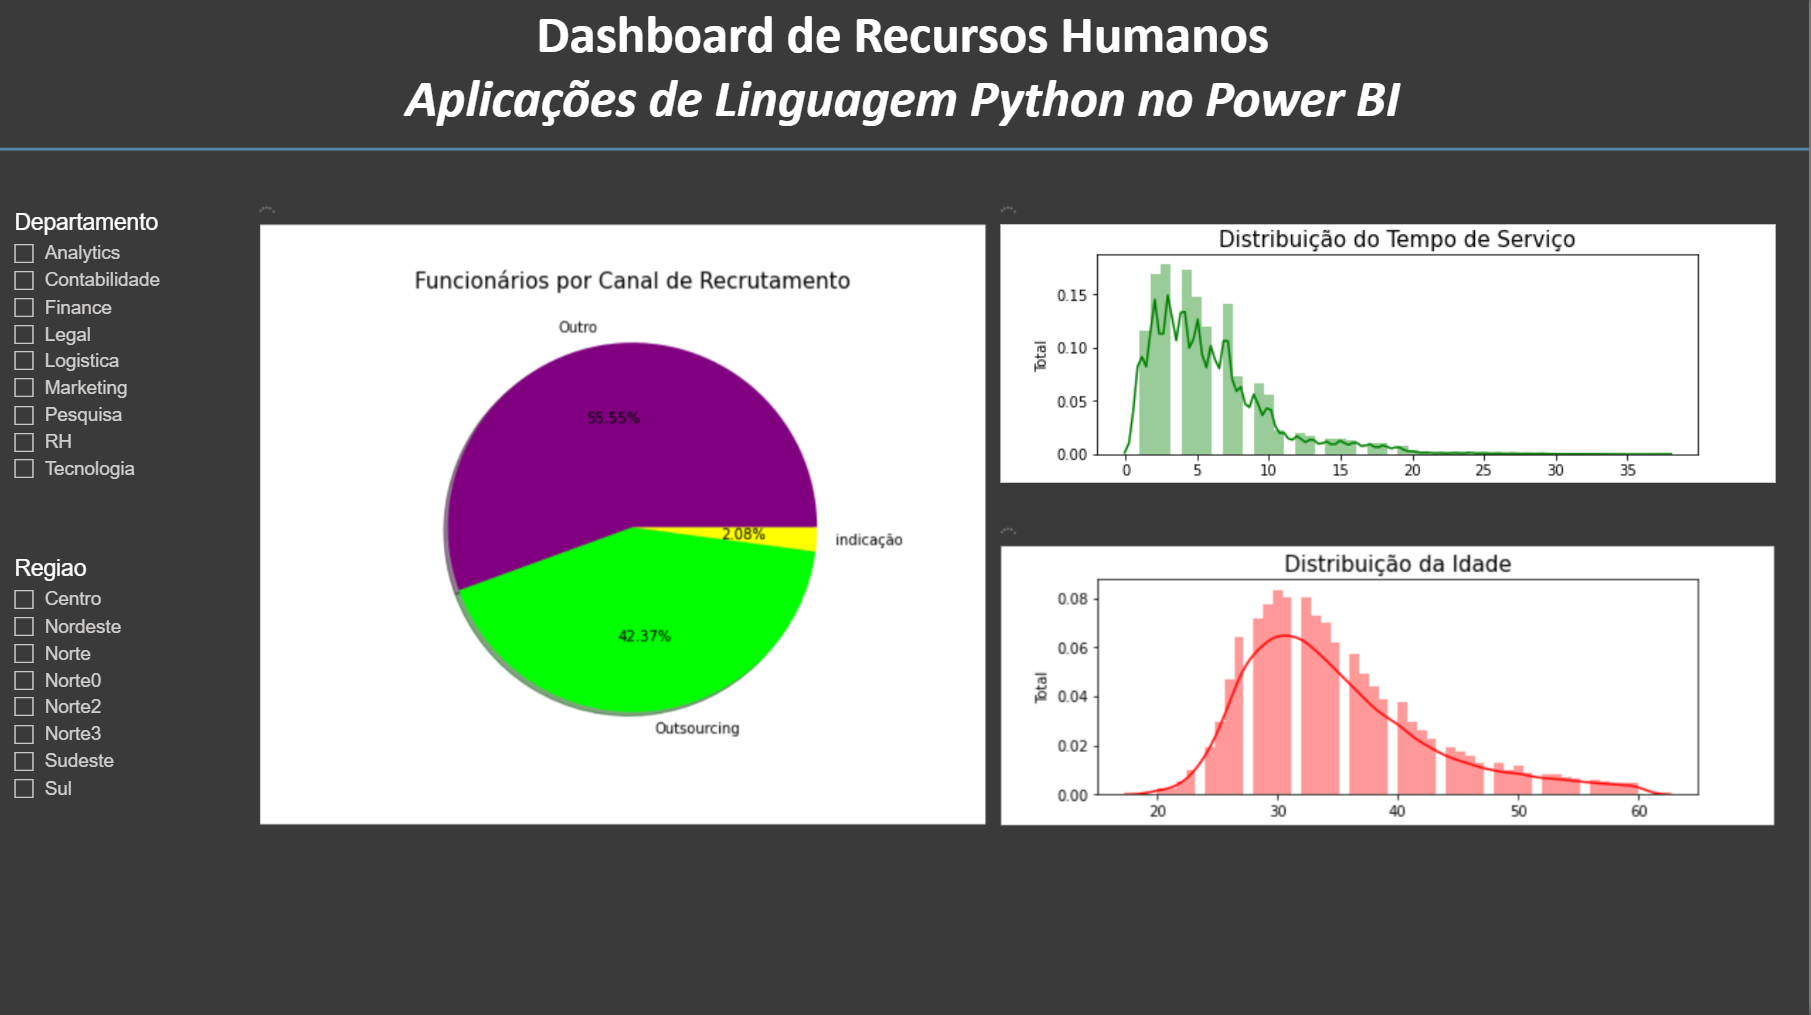 Dashboard de Recursos Humanos
Aplicações de Linguagem Python no Power BI
Departamento
Analytics
Contabilidade
Finance
Legal
Logistica
Marketing
Pesquisa
RH
Tecnologia
Regiao
Centro
Nordeste
Norte
Norte0
Norte2
Norte3
Sudeste
Sul
Funcionários por Canal de Recrutamento
Outro
55.55%
2.08%
indicação
42.37%
Outsourcing
Distribuição do Tempo de Serviço
Total
0.15
0.10
0.05
0.00
0 5 10 15 20 25 30 35
Distribuição da Idade
Total
0.08
0.06
0.04
0.02
0.00
20 30 40 50 60